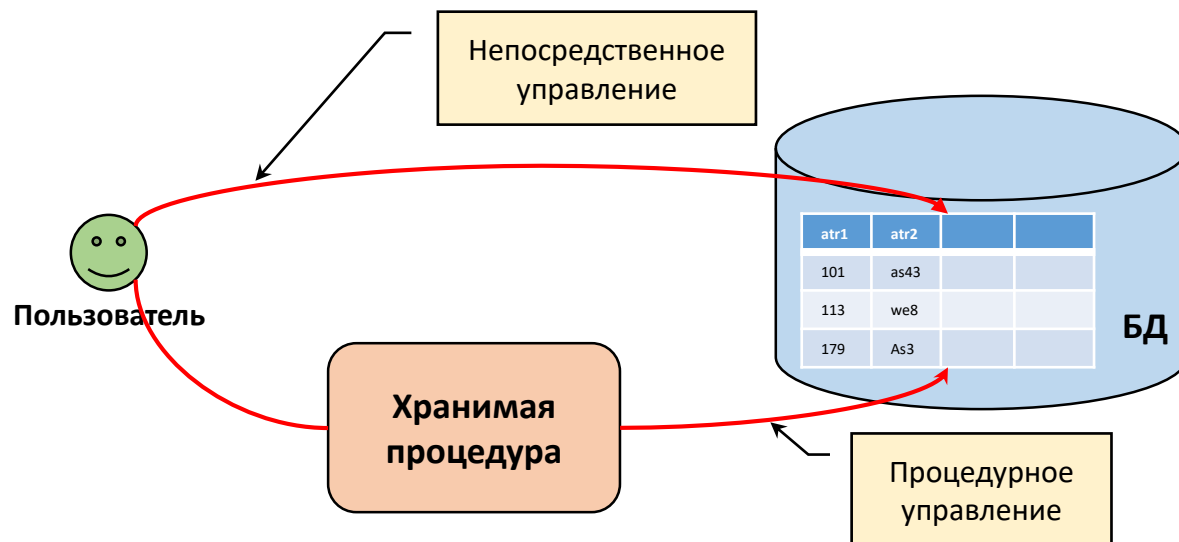 Непосредственное
управление
atr1 atr2
101 as43
113 we8
179 As3
БД
Пользователь
Хранимая
процедура
Процедурное
управление